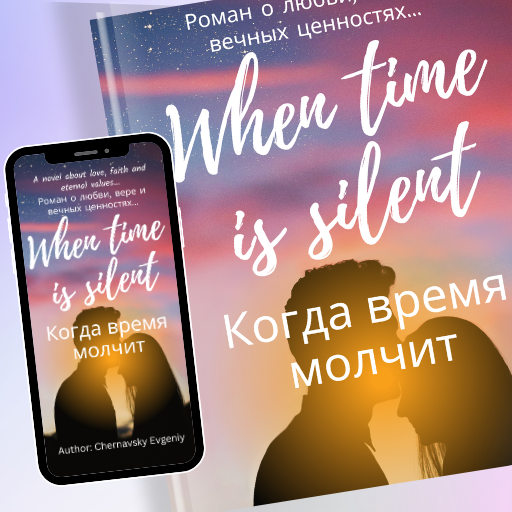 Роман о любви,
вечных ценностях...
When time
is silent
Когда время
молчит
A novel about love, faith and
eternal values...
Роман о любви, вере и
вечных ценностях...
When time
is silent
Когда время
молчит
Author: Chernavsky Evgeniy